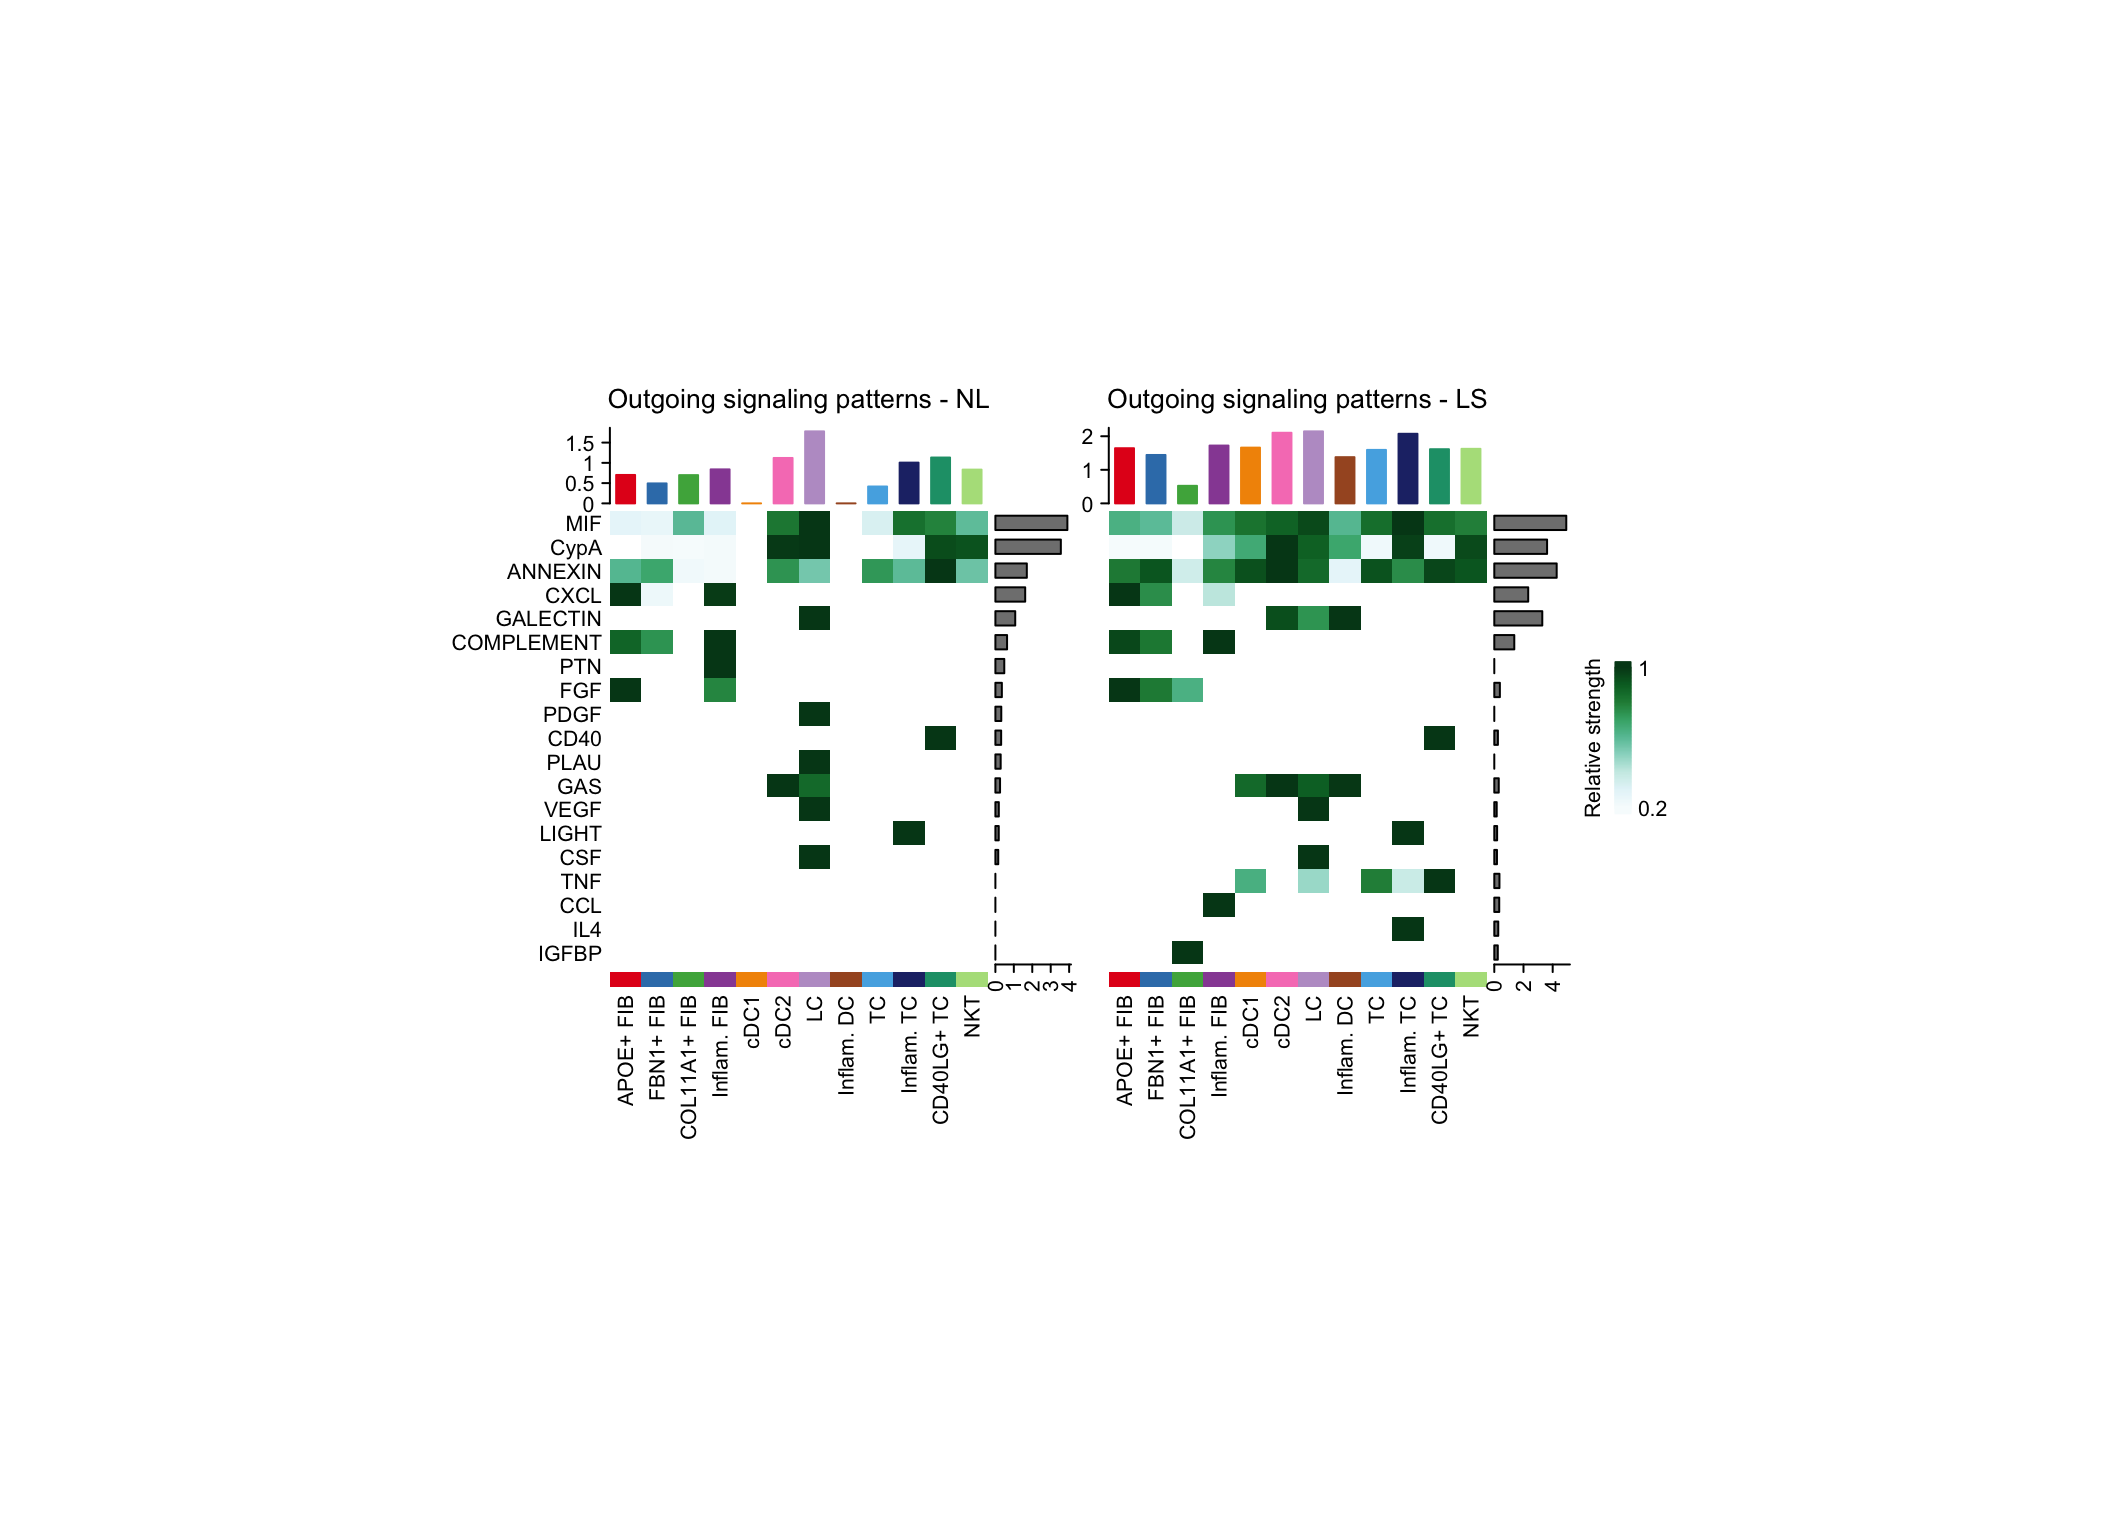 Outgoing signaling patterns - NL
Outgoing signaling patterns - LS
1.5
1
0.5
0
2
1
0
MIF
CypA
ANNEXIN
CXCL
GALECTIN
COMPLEMENT
PTN
FGF
PDGF
CD40
PLAU
GAS
VEGF
LIGHT
CSF
TNF
CCL
IL4
IGFBP
0 1 2 3 4
0 2 4
APOE+ FIB
FBN1+ FIB
COL11A1+ FIB
Inflam. FIB
cDC1
cDC2
LC
Inflam. DC
TC
Inflam. TC
CD40LG+ TC
NKT
APOE+ FIB
FBN1+ FIB
COL11A1+ FIB
Inflam. FIB
cDC1
cDC2
LC
Inflam. DC
TC
Inflam. TC
CD40LG+ TC
NKT
Relative strength
1
0.2